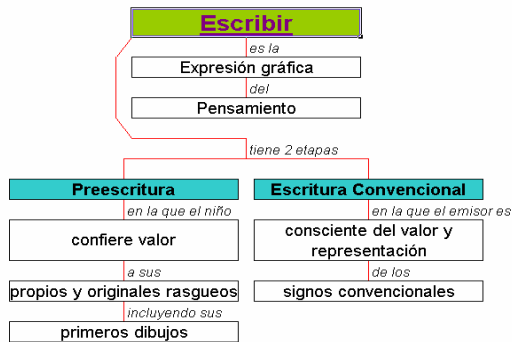 Escribir
es la
Expresión gráfica
del
Pensamiento
tiene 2 etapas
Preescritura
en la que el niño
confiere valor
a sus
propios y originales rasgueos
incluyendo sus
primeros dibujos
Escritura Convencional
en la que el emisor es
consciente del valor y
representación
de los
signos convencionales